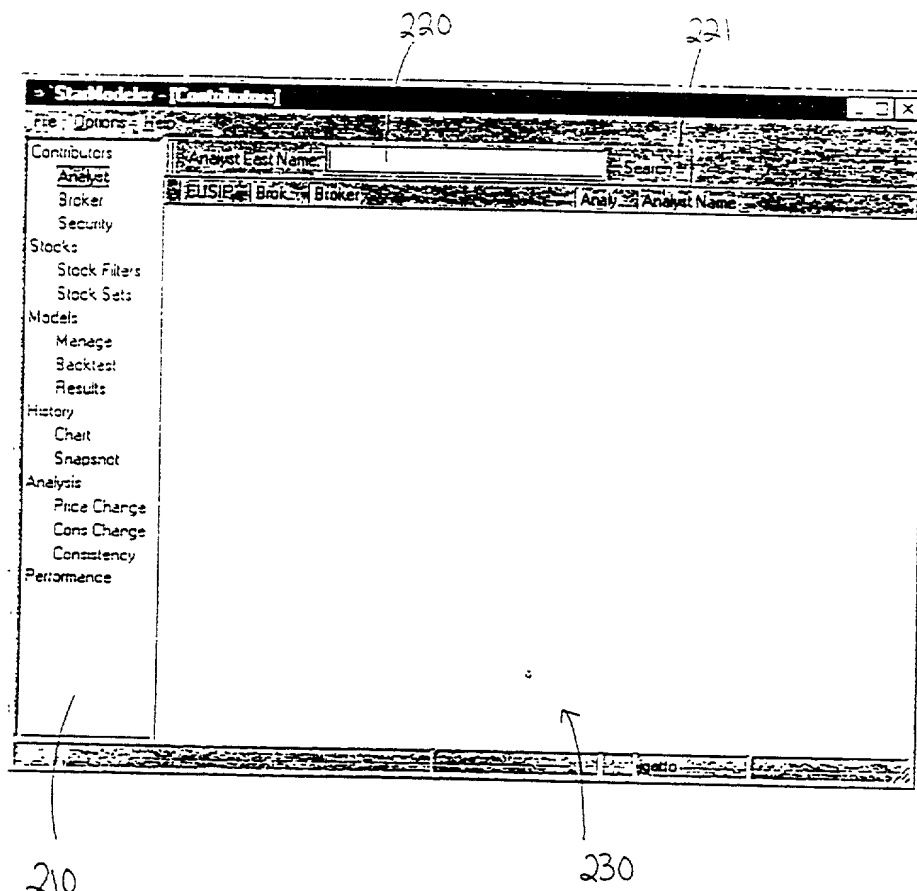 220 221
StarModeler - [Contributors]
File Options H
Contributors
Analyst
Broker
Security
Stocks
Stock Filters
Stock Sets
Models
Manage
Backtest
Results
History
Chart
Snapshot
Analysis
Price Change
Cons Change
Consistency
Performance
Analyst Last Name: Search
CUSIP Brok... Broker Analy... Analyst Name
210 230